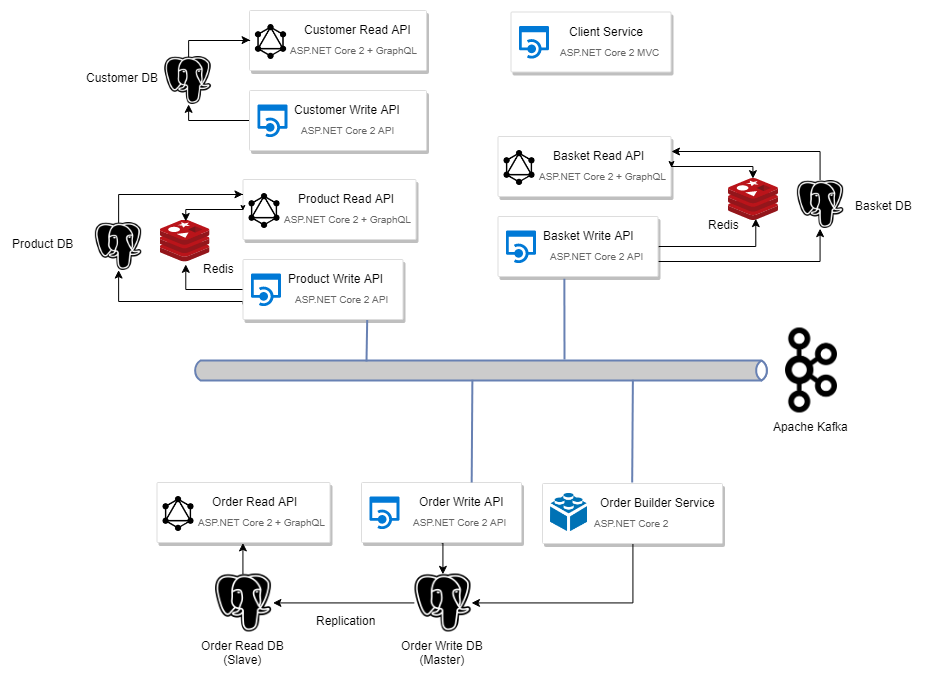 Customer Read API
ASP.NET Core 2 + GraphQL
Client Service
ASP.NET Core 2 MVC
Customer DB
Customer Write API
ASP.NET Core 2 API
Basket Read API
ASP.NET Core 2 + GraphQL
Product Read API
ASP.NET Core 2 + GraphQL
Redis
Basket DB
Product DB
Redis
Basket Write API
ASP.NET Core 2 API
Product Write API
ASP.NET Core 2 API
Apache Kafka
Order Read API
ASP.NET Core 2 + GraphQL
Order Write API
ASP.NET Core 2 API
Order Builder Service
ASP.NET Core 2
Replication
Order Read DB
(Slave)
Order Write DB
(Master)